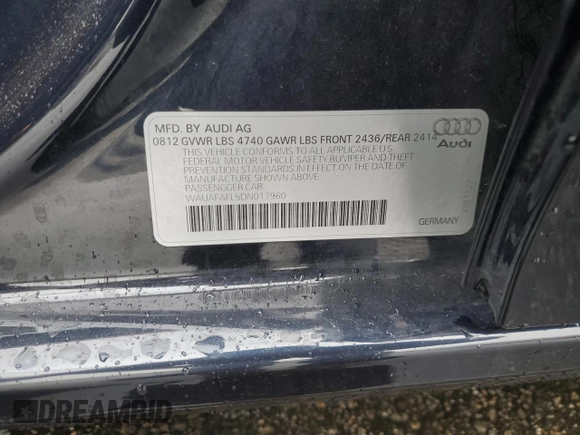 MFD. BY AUDI AG
0812 GVWR LBS 4740 GAWR LBS FRONT 2436/REAR 2414
THIS VEHICLE CONFORMS TO ALL APPLICABLE U.S.
FEDERAL MOTOR VEHICLE SAFETY BUMPER AND THEFT
PREVENTION STANDARDS IN EFFECT ON THE DATE OF
MANUFACTURE SHOWN ABOVE.
PASSENGGER CAR
WAUAFAFL5DN017960
Audi
GERMANY
DREAMBID